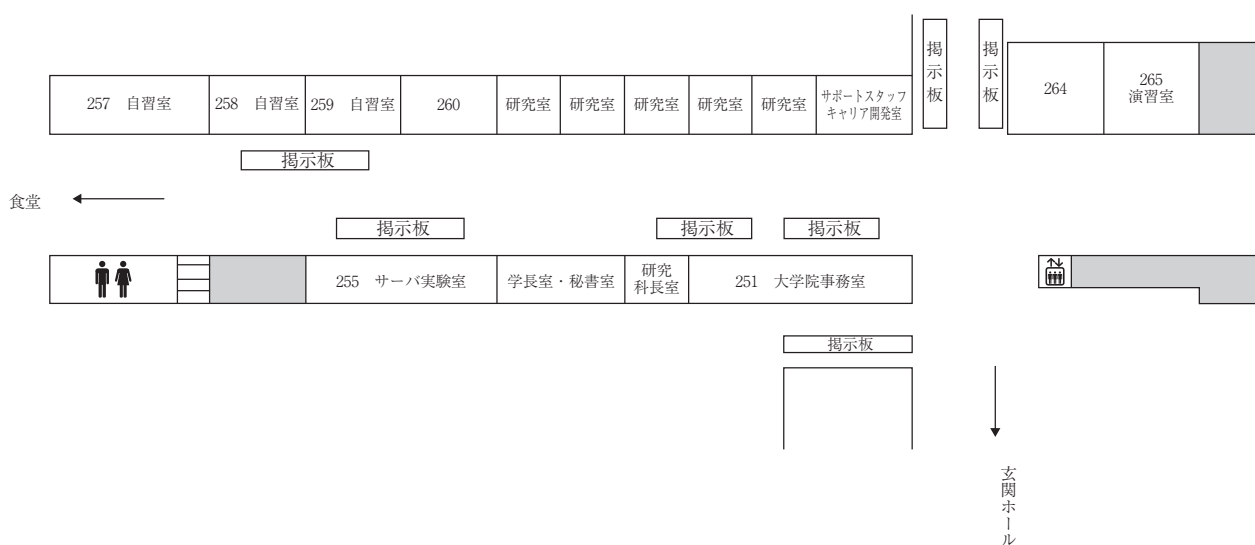 掲示板
掲示板
257 自習室
258 自習室
259 自習室
260
研究室
研究室
研究室
研究室
研究室
サポートスタッフ
キャリア開発室
264
265
演習室
掲示板
食堂
掲示板
掲示板
掲示板
255 サーバ実験室
学長室・秘書室
研究
科長室
251 大学院事務室
掲示板
玄関ホール